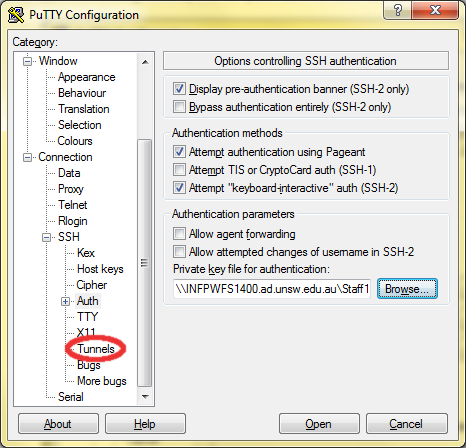 PuTTY Configuration
Category:
Window
Appearance
Behaviour
Translation
Selection
Colours
Connection
Data
Proxy
Telnet
Rlogin
SSH
Kex
Host keys
Cipher
Auth
TTY
X11
Tunnels
Bugs
More bugs
Serial
Options controlling SSH authentication
Display pre-authentication banner (SSH-2 only)
Bypass authentication entirely (SSH-2 only)
Authentication methods
Attempt authentication using Pageant
Attempt TIS or CryptoCard auth (SSH-1)
Attempt "keyboard-interactive" auth (SSH-2)
Authentication parameters
Allow agent forwarding
Allow attempted changes of username in SSH-2
Private key file for authentication:
\\INFPWFS1400.ad.unsw.edu.au\Staff1
Browse...
About
Help
Open
Cancel